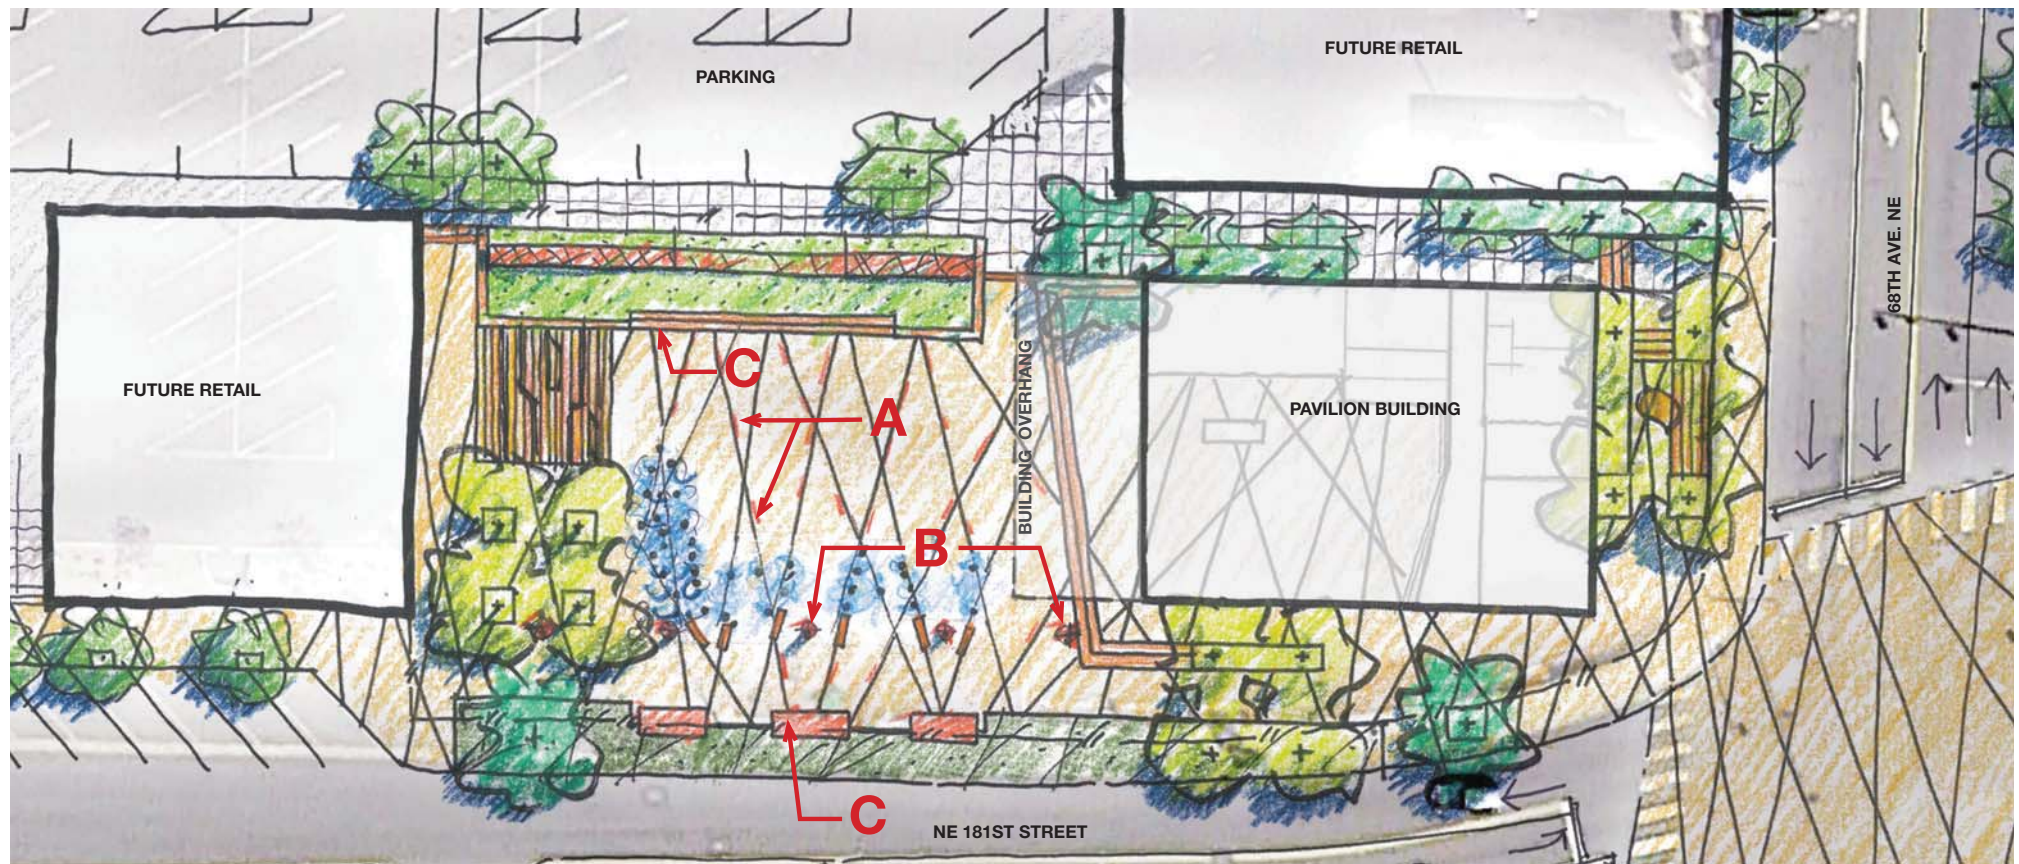 FUTURE RETAIL
PARKING
68TH AVE. NE
FUTURE RETAIL
C
A
BUILDING OVERHANG
PAVILION BUILDING
B
C
NE 181ST STREET